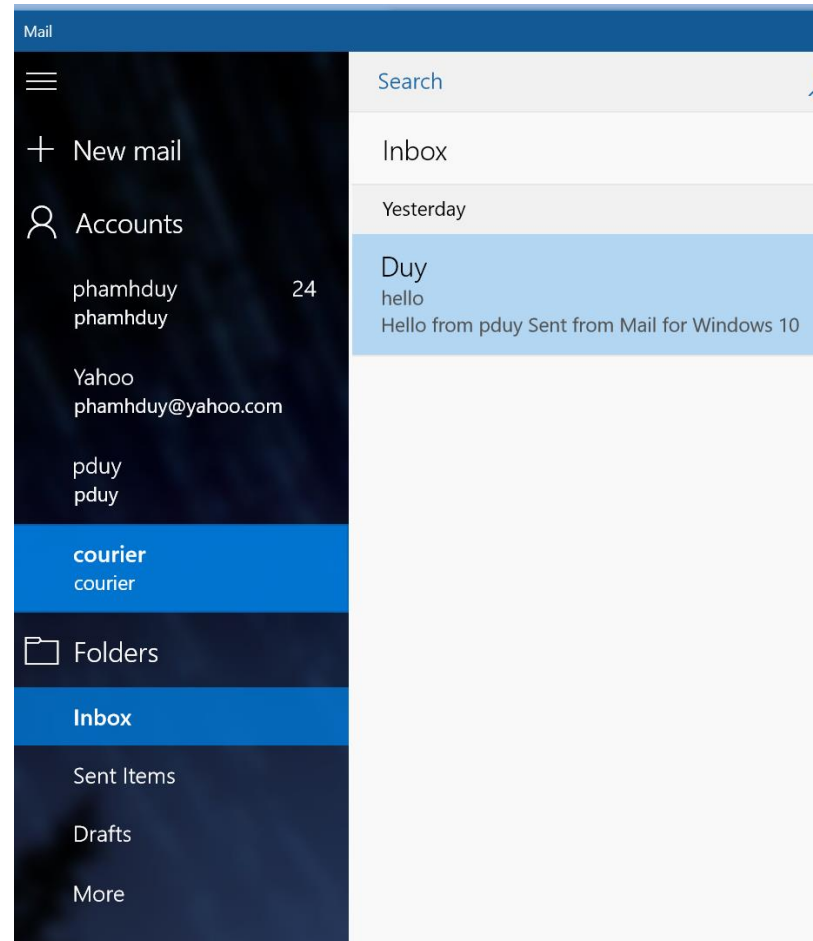 Mail
Search
New mail
Inbox
Accounts
Yesterday
phamhduy 24
phamhduy
Duy
hello
Hello from pduy Sent from Mail for Windows 10
Yahoo
phamhduy@yahoo.com
pduy
pduy
courier
courier
Folders
Inbox
Sent Items
Drafts
More